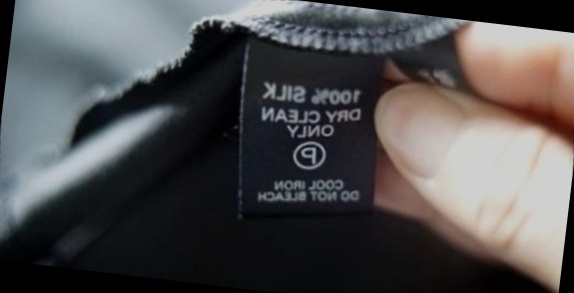 100% SILK
DRY CLEAN
ONLY
P
COOL IRON
DO NOT BLEACH